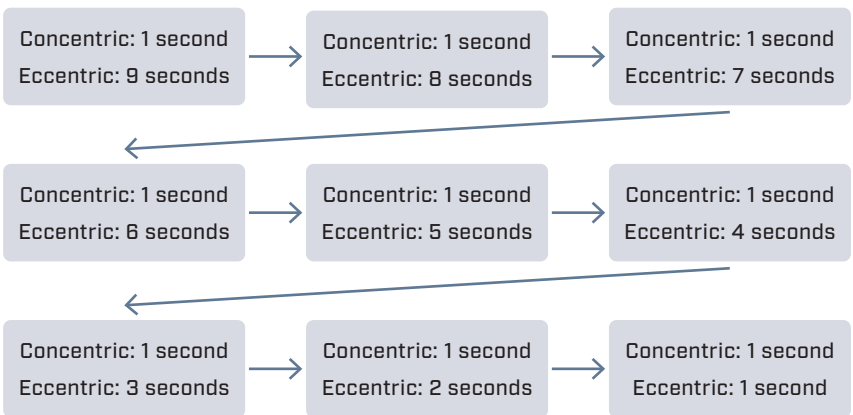 Concentric: 1 second
Eccentric: 9 seconds
Concentric: 1 second
Eccentric: 8 seconds
Concentric: 1 second
Eccentric: 7 seconds
Concentric: 1 second
Eccentric: 6 seconds
Concentric: 1 second
Eccentric: 5 seconds
Concentric: 1 second
Eccentric: 4 seconds
Concentric: 1 second
Eccentric: 3 seconds
Concentric: 1 second
Eccentric: 2 seconds
Concentric: 1 second
Eccentric: 1 second